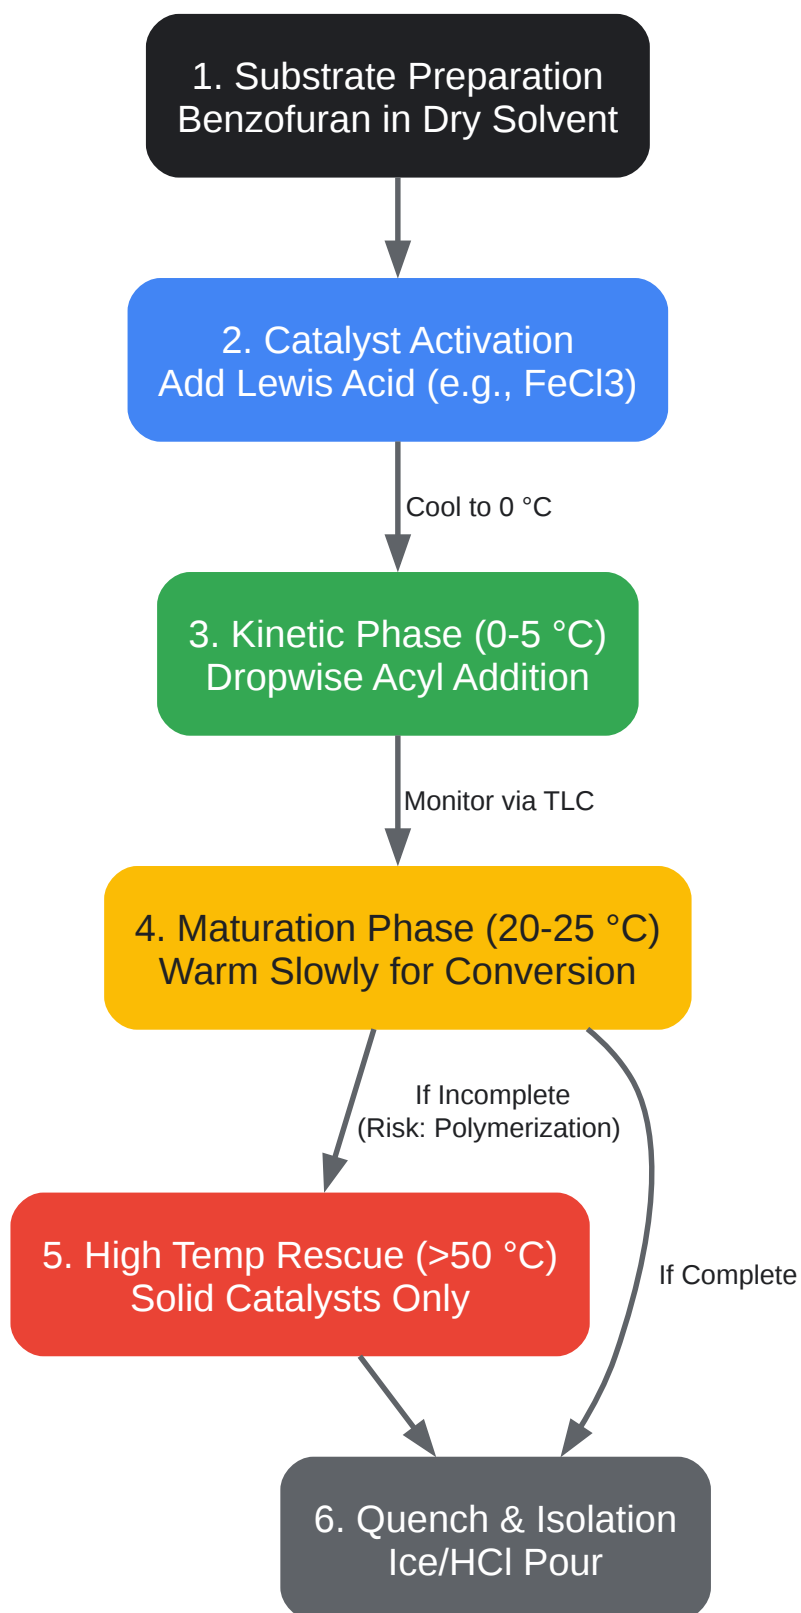 1. Substrate Preparation
Benzofuran in Dry Solvent
2. Catalyst Activation
Add Lewis Acid (e.g., FeCl3)
Cool to 0 °C
3. Kinetic Phase (0-5 °C)
Dropwise Acyl Addition
Monitor via TLC
4. Maturation Phase (20-25 °C)
Warm Slowly for Conversion
If Incomplete
(Risk: Polymerization)
5. High Temp Rescue (>50 °C)
Solid Catalysts Only
If Complete
6. Quench & Isolation
Ice/HCl Pour